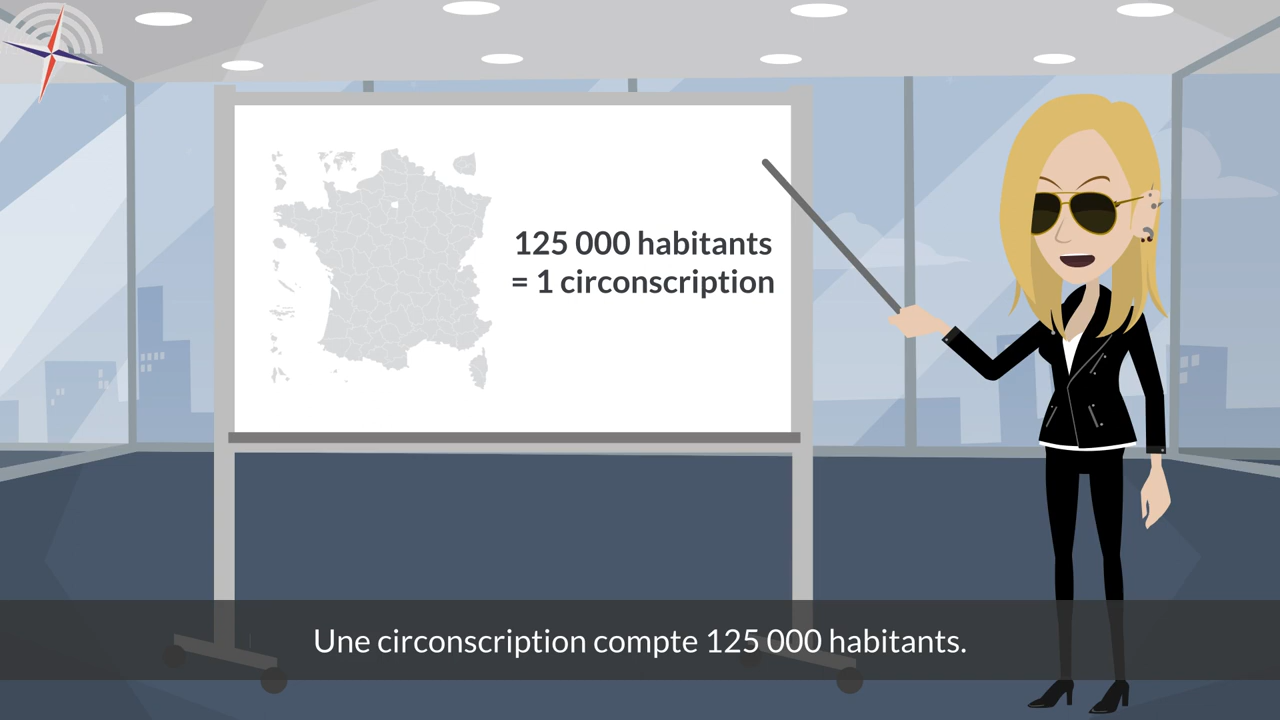 125 000 habitants
= 1 circonscription
Une circonscription compte 125 000 habitants.